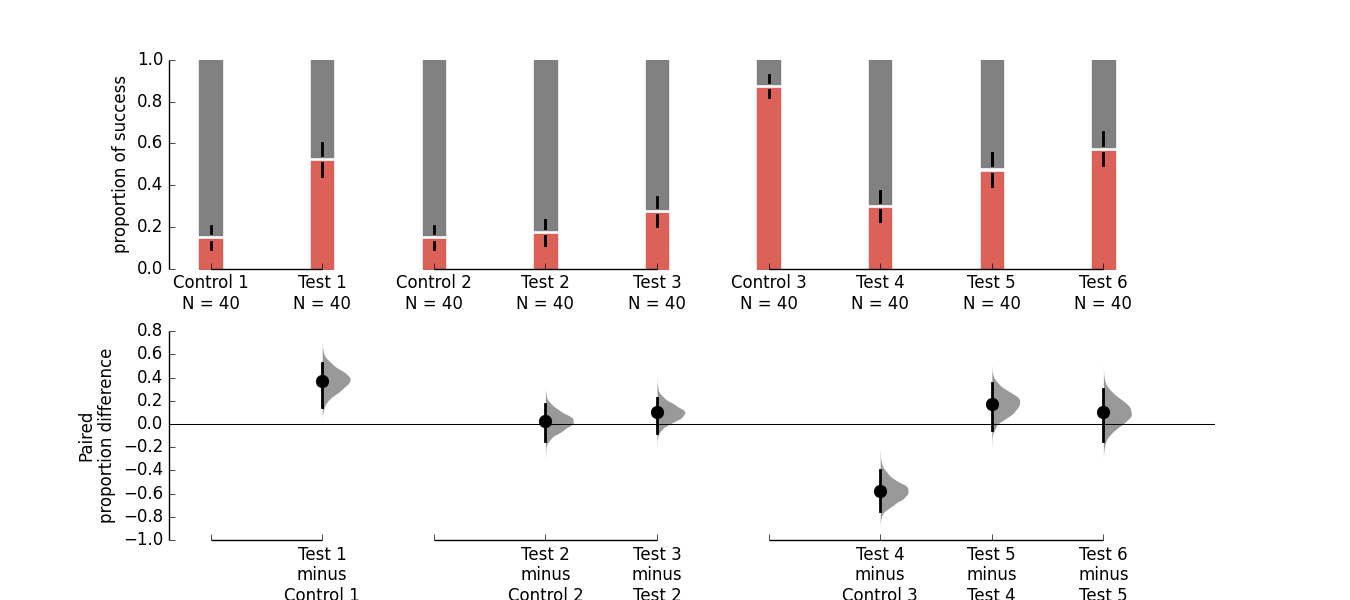 proportion of success
1.0
0.8
0.6
0.4
0.2
0.0
Control 1 Test 1 Control 2 Test 2 Test 3 Control 3 Test 4 Test 5 Test 6
N = 40 N = 40 N = 40 N = 40 N = 40 N = 40 N = 40 N = 40 N = 40
Paired
proportion difference
0.8
0.6
0.4
0.2
0.0
−0.2
−0.4
−0.6
−0.8
−1.0
Test 1 Test 2 Test 3 Test 4 Test 5 Test 6
minus minus minus minus minus minus
Control 1 Control 2 Test 2 Control 3 Test 4 Test 5